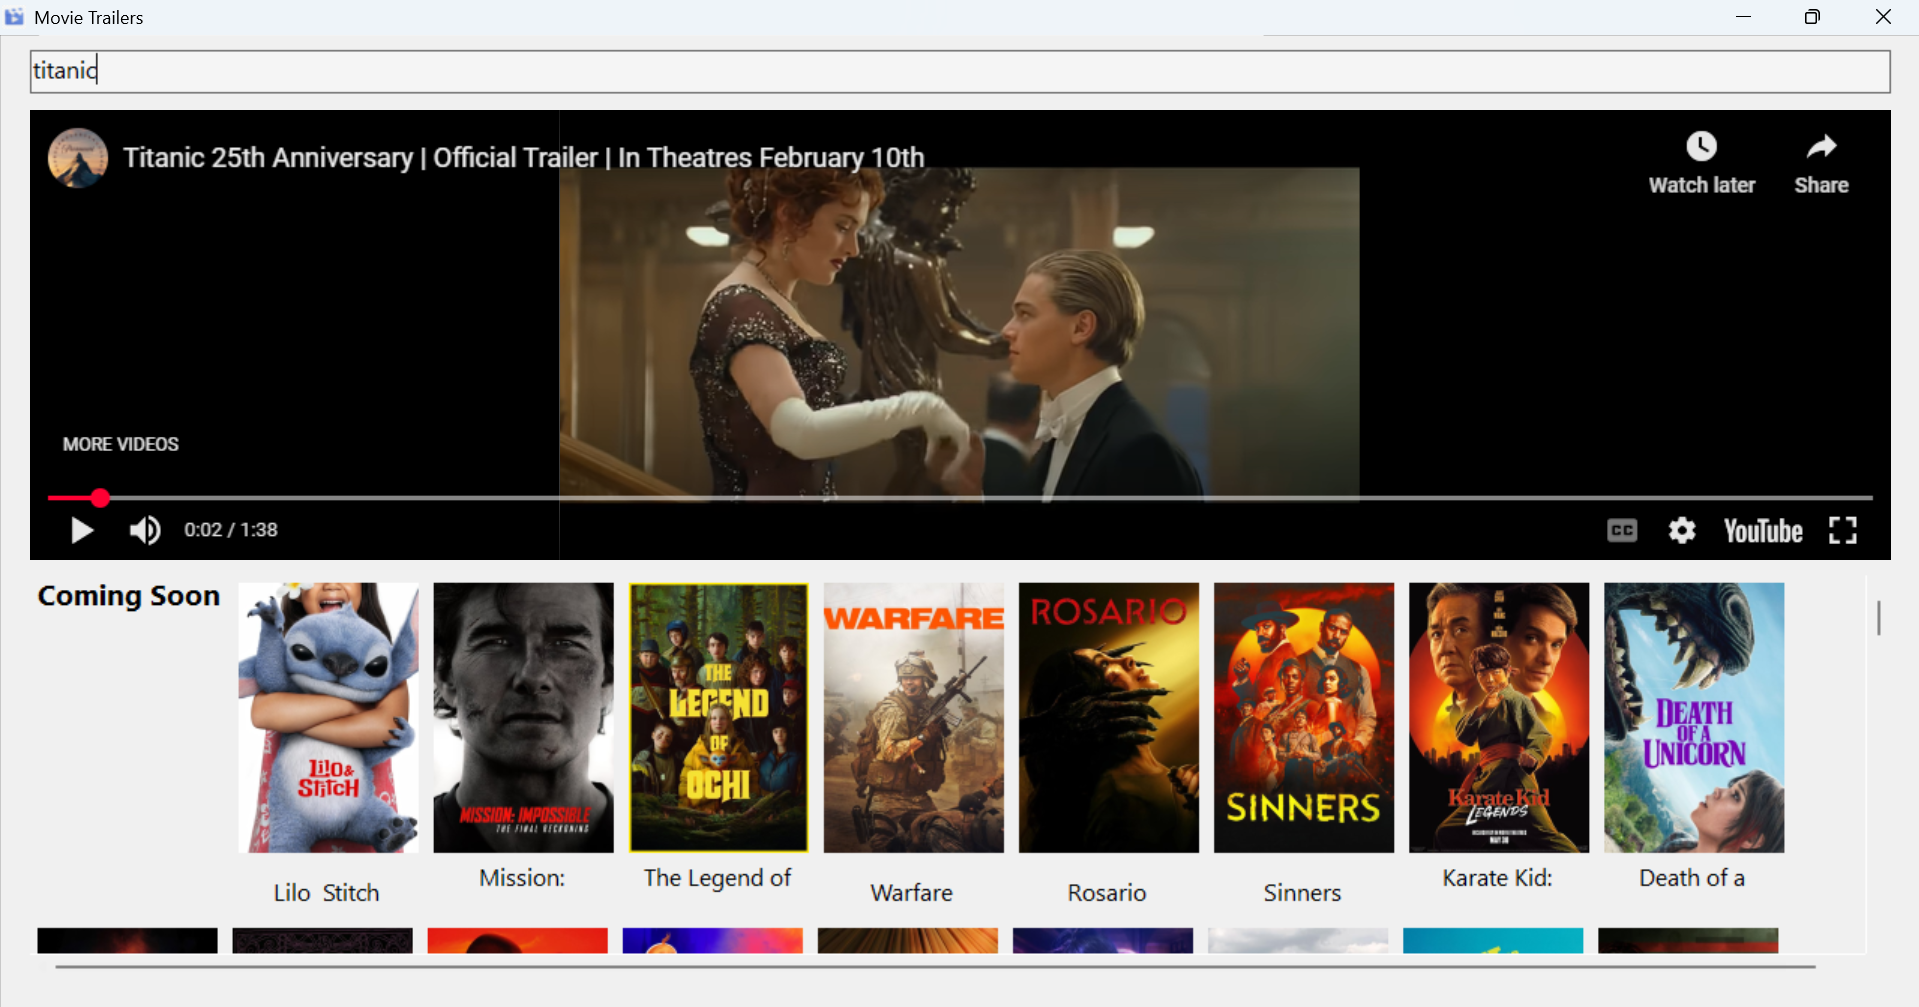 Movie Trailers
titanic
Titanic 25th Anniversary | Official Trailer | In Theatres February 10th
Watch later
Share
MORE VIDEOS
0:02 / 1:38
CC
YouTube
Coming Soon
Lilo & Stitch
MISSION: IMPOSSIBLE
THE FINAL RECKONING
THE
LEGEND
OF
OCHI
WARFARE
ROSARIO
SINNERS
Karate Kid
LEGENDS
MAY 30
DEATH
OF A
UNICORN
Lilo  Stitch
Mission:
The Legend of
Warfare
Rosario
Sinners
Karate Kid:
Death of a